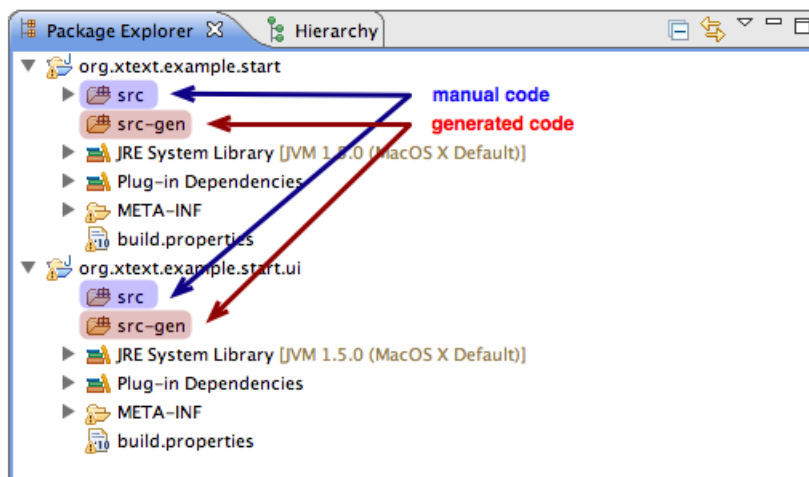 Package Explorer Hierarchy
org.xtext.example.start
src manual code
src-gen generated code
JRE System Library [JVM 1.5.0 (MacOS X Default)]
Plug-in Dependencies
META-INF
build.properties
org.xtext.example.start.ui
src
src-gen
JRE System Library [JVM 1.5.0 (MacOS X Default)]
Plug-in Dependencies
META-INF
build.properties